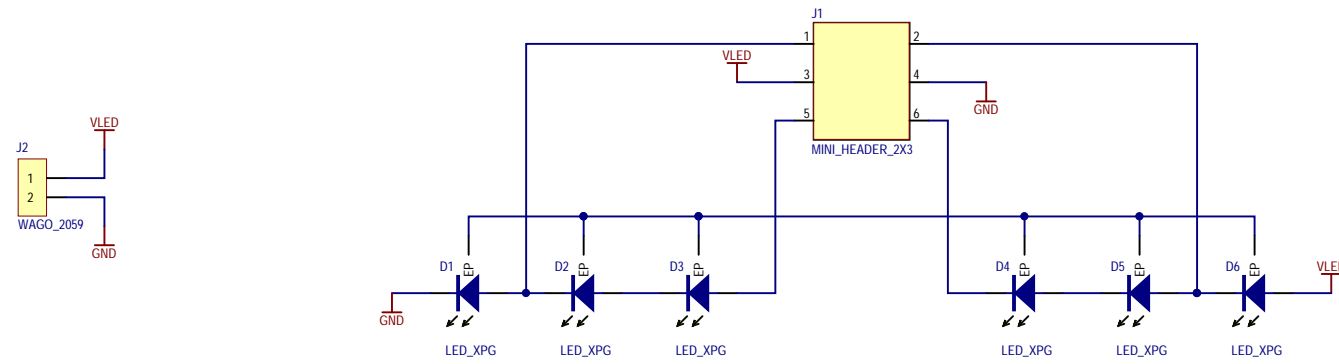 J1
1
2
VLED
3
4
GND
5
6
MINI_HEADER_2X3
VLED
J2
1
2
WAGO_2059
GND
D1
EP
D2
EP
D3
EP
D4
EP
D5
EP
D6
EP
VLED
GND
LED_XPG
LED_XPG
LED_XPG
LED_XPG
LED_XPG
LED_XPG